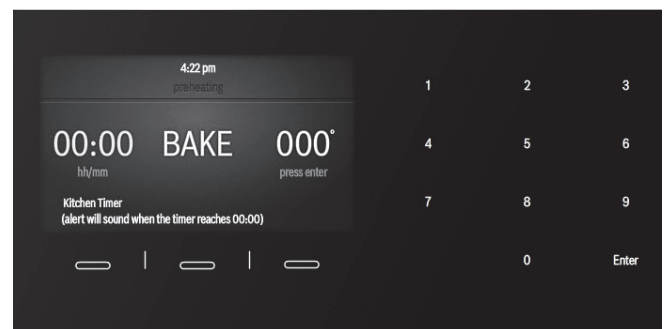 4:22 pm
preheating
00:00 BAKE 000°
hh/mm press enter
Kitchen Timer
(alert will sound when the timer reaches 00:00)
1 2 3
4 5 6
7 8 9
0 Enter